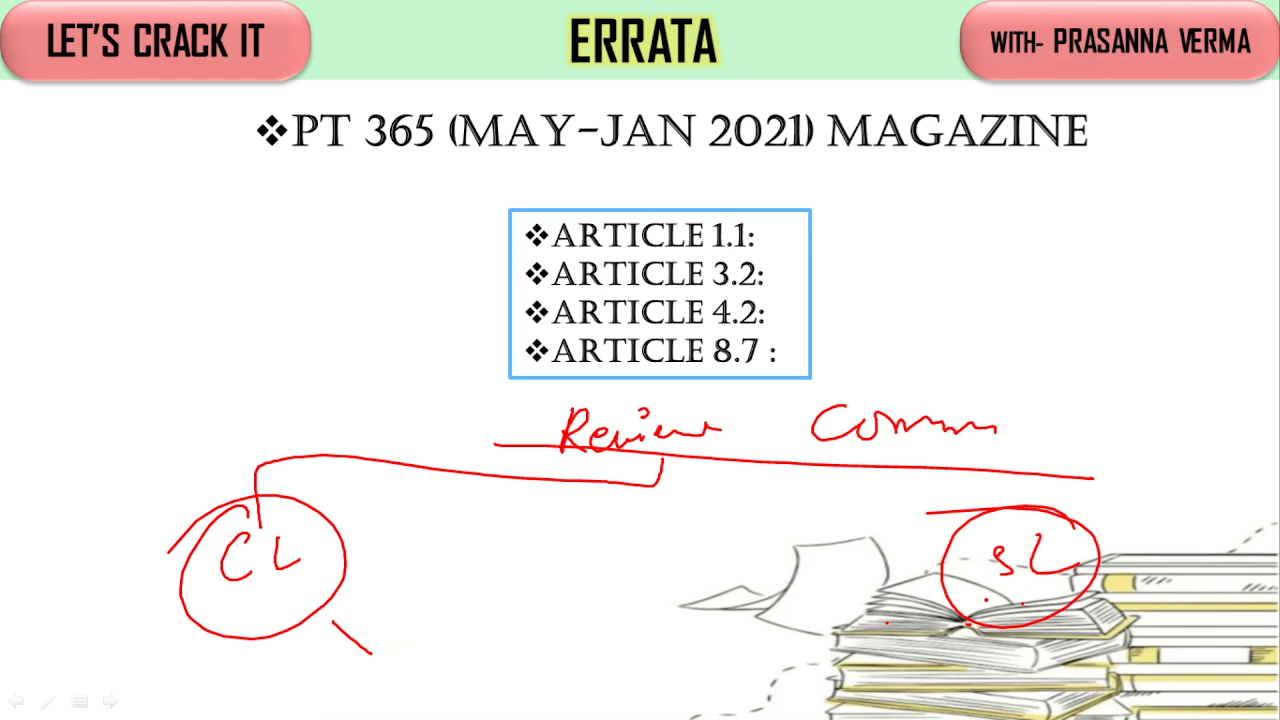 LET'S CRACK IT
ERRATA
WITH- PRASANNA VERMA
❖PT 365 (MAY-JAN 2021) MAGAZINE
❖ARTICLE 1.1:
❖ARTICLE 3.2:
❖ARTICLE 4.2:
❖ARTICLE 8.7 :
Review Comm
CL
SL